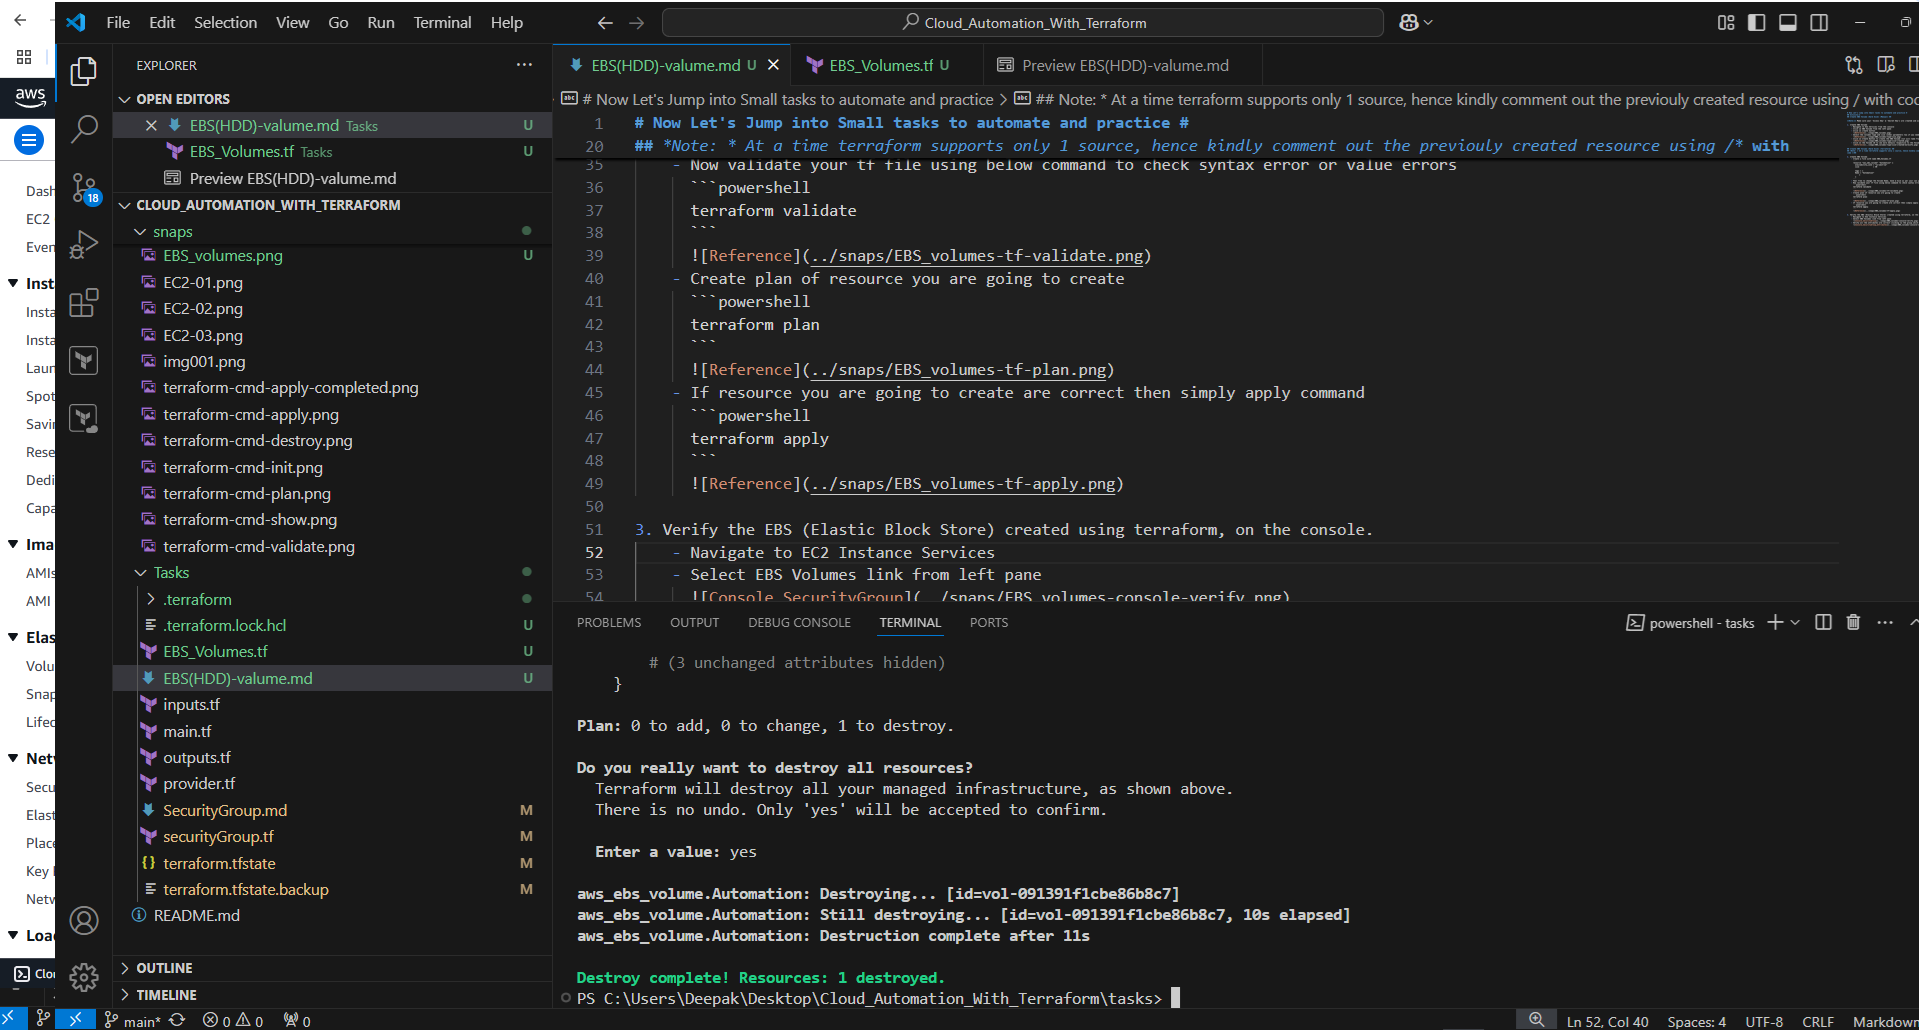 File Edit Selection View Go Run Terminal Help
Cloud_Automation_With_Terraform
aws
Dash
EC2
Even
Inst
Insta
Insta
Laun
Spot
Savin
Rese
Dedi
Capa
Ima
AMIs
AMI
Elas
Volu
Snap
Lifec
Netw
Secu
Elast
Place
Key
Netw
Loa
Clo
EXPLORER
OPEN EDITORS
EBS(HDD)-valume.md Tasks U
EBS_Volumes.tf Tasks U
Preview EBS(HDD)-valume.md
18
CLOUD_AUTOMATION_WITH_TERRAFORM
snaps
EBS_volumes.png U
EC2-01.png
EC2-02.png
EC2-03.png
img001.png
terraform-cmd-apply-completed.png
terraform-cmd-apply.png
terraform-cmd-destroy.png
terraform-cmd-init.png
terraform-cmd-plan.png
terraform-cmd-show.png
terraform-cmd-validate.png
Tasks
.terraform
.terraform.lock.hcl U
EBS_Volumes.tf U
EBS(HDD)-valume.md U
inputs.tf
main.tf
outputs.tf
provider.tf
SecurityGroup.md M
securityGroup.tf M
terraform.tfstate M
terraform.tfstate.backup M
README.md
OUTLINE
TIMELINE
EBS(HDD)-valume.md U
EBS_Volumes.tf U
Preview EBS(HDD)-valume.md
# Now Let's Jump into Small tasks to automate and practice > ## Note: * At a time terraform supports only 1 source, hence kindly comment out the previouly created resource using / with cod
1 # Now Let's Jump into Small tasks to automate and practice #
20 ## *Note: * At a time terraform supports only 1 source, hence kindly comment out the previouly created resource using /* with
35 - Now validate your tf file using below command to check syntax error or value errors
36 ```powershell
37 terraform validate
38 ```
39 ![Reference](../snaps/EBS_volumes-tf-validate.png)
40 - Create plan of resource you are going to create
41 ```powershell
42 terraform plan
43 ```
44 ![Reference](../snaps/EBS_volumes-tf-plan.png)
45 - If resource you are going to create are correct then simply apply command
46 ```powershell
47 terraform apply
48 ```
49 ![Reference](../snaps/EBS_volumes-tf-apply.png)
50
51 3. Verify the EBS (Elastic Block Store) created using terraform, on the console.
52 - Navigate to EC2 Instance Services
53 - Select EBS Volumes link from left pane
54 ![Console SecurityGroup](../snaps/EBS_volumes-console-verify.png)
PROBLEMS OUTPUT DEBUG CONSOLE TERMINAL PORTS
powershell - tasks
# (3 unchanged attributes hidden)
}
Plan: 0 to add, 0 to change, 1 to destroy.
Do you really want to destroy all resources?
Terraform will destroy all your managed infrastructure, as shown above.
There is no undo. Only 'yes' will be accepted to confirm.
Enter a value: yes
aws_ebs_volume.Automation: Destroying... [id=vol-091391f1cbe86b8c7]
aws_ebs_volume.Automation: Still destroying... [id=vol-091391f1cbe86b8c7, 10s elapsed]
aws_ebs_volume.Automation: Destruction complete after 11s
Destroy complete! Resources: 1 destroyed.
PS C:\Users\Deepak\Desktop\Cloud_Automation_With_Terraform\tasks>
main* 0 0 0
Ln 52, Col 40 Spaces: 4 UTF-8 CRLF Markdown